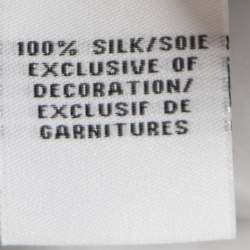 100% SILK/SOIE
EXCLUSIVE OF
DECORATION/
EXCLUSIF DE
GARNITURES